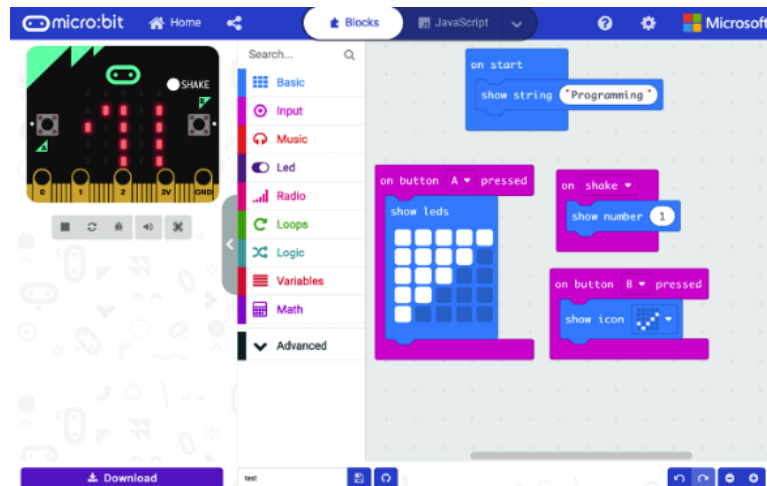 micro:bit Home Blocks JavaScript Microsoft
SHAKE
B
A
0 1 2 3V GND
Search...
Basic
Input
Music
Led
Radio
Loops
Logic
Variables
Math
Advanced
on start
show string "Programming "
on button A pressed
show leds
on shake
show number 1
on button B pressed
show icon
Download
test